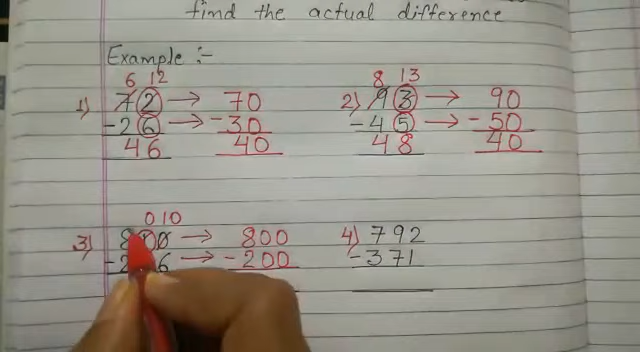 find the actual difference
Example :-
6 12 8 13
1) 72 → 70 2) 93 → 90
-26 → -30 -45 → -50
46 40 48 40
0 10
3) 800 → 800 4) 792
-2 6 → -200 -371